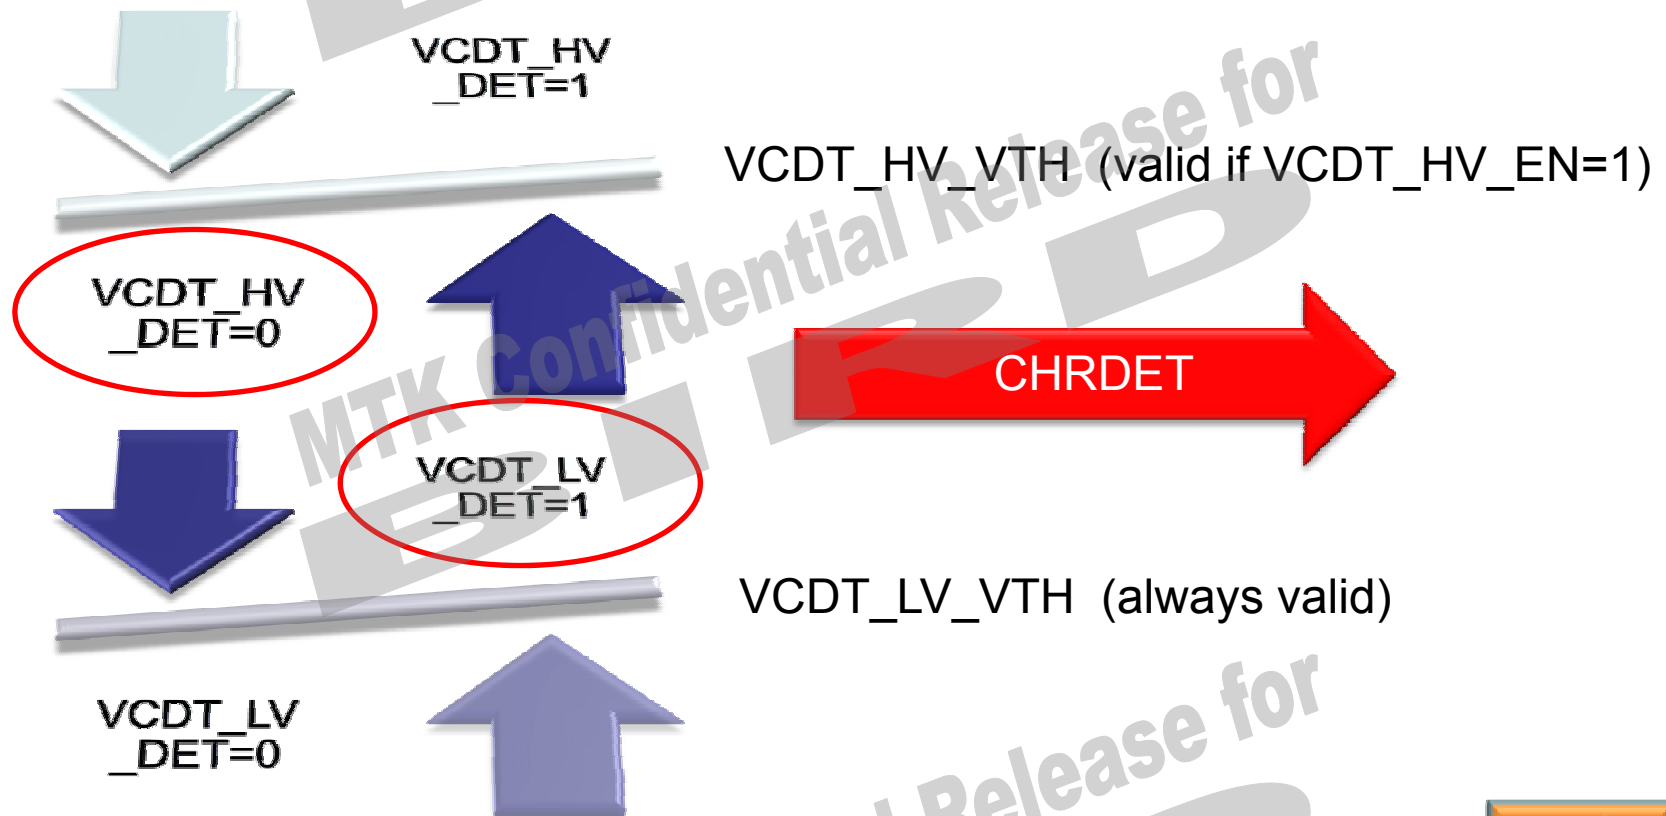 VCDT_HV
_DET=1
VCDT_HV_VTH (valid if VCDT_HV_EN=1)
VCDT_HV
_DET=0
CHRDET
VCDT_LV
_DET=1
VCDT_LV_VTH (always valid)
VCDT_LV
_DET=0
MTK Confidential Release for
BIRD
Release for